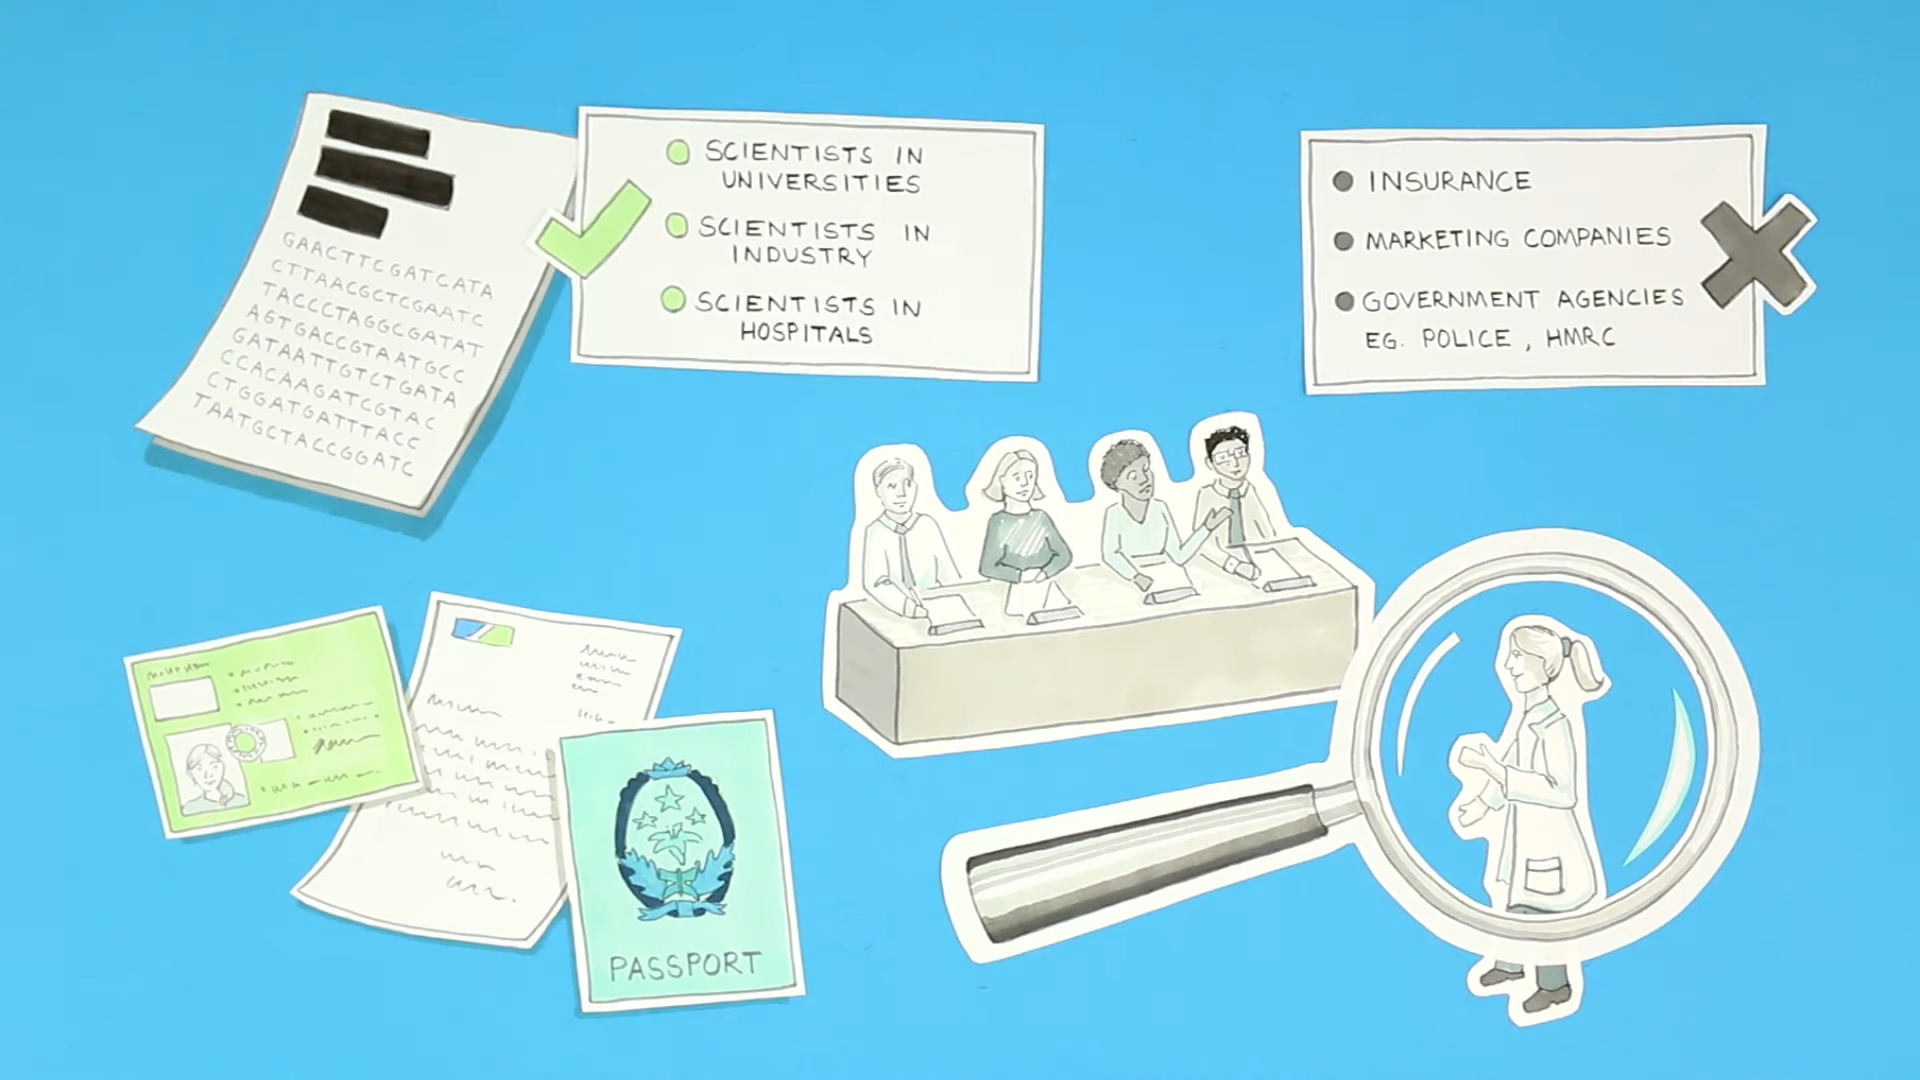 GAACTTCGATCATA
CTTAACGCTCGAATC
TACCCTAGGCGATAT
AGTGACCGTAATGCC
GATAATTGTCTGATA
CCACAAGATCGTAC
CTGGATGATTTACC
TAATGCTACCGGATC
SCIENTISTS IN
UNIVERSITIES
SCIENTISTS IN
INDUSTRY
SCIENTISTS IN
HOSPITALS
INSURANCE
MARKETING COMPANIES
GOVERNMENT AGENCIES
EG. POLICE , HMRC
PASSPORT